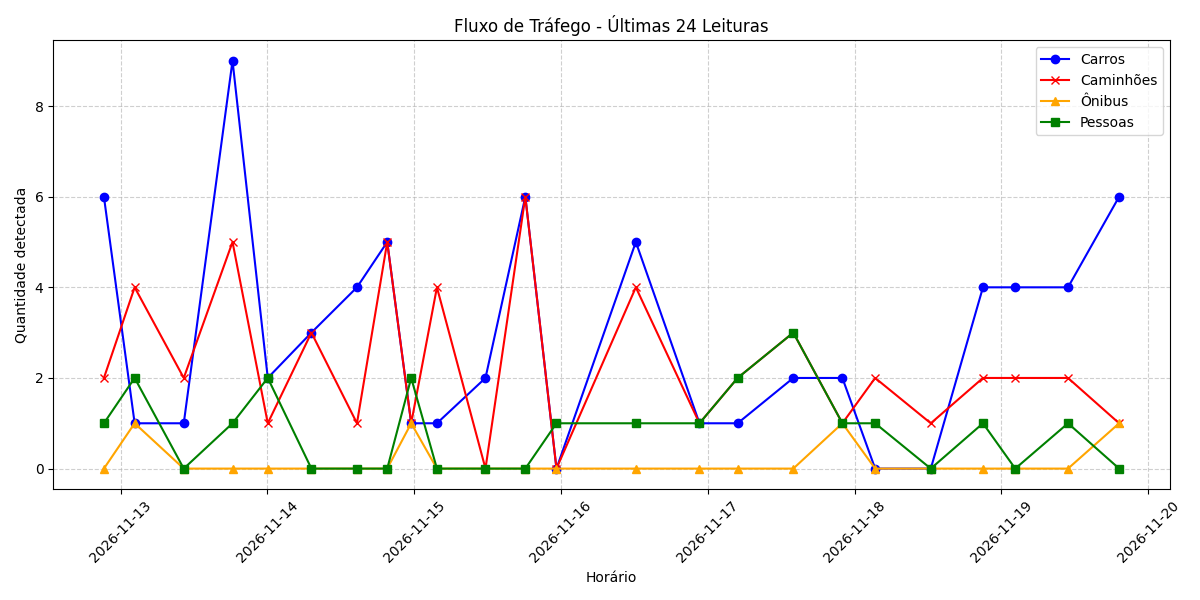 Fluxo de Tráfego - Últimas 24 Leituras
Carros
Caminhões
Ônibus
Pessoas
Quantidade detectada
8
6
4
2
0
2026-11-13
2026-11-14
2026-11-15
2026-11-16
2026-11-17
2026-11-18
2026-11-19
2026-11-20
Horário